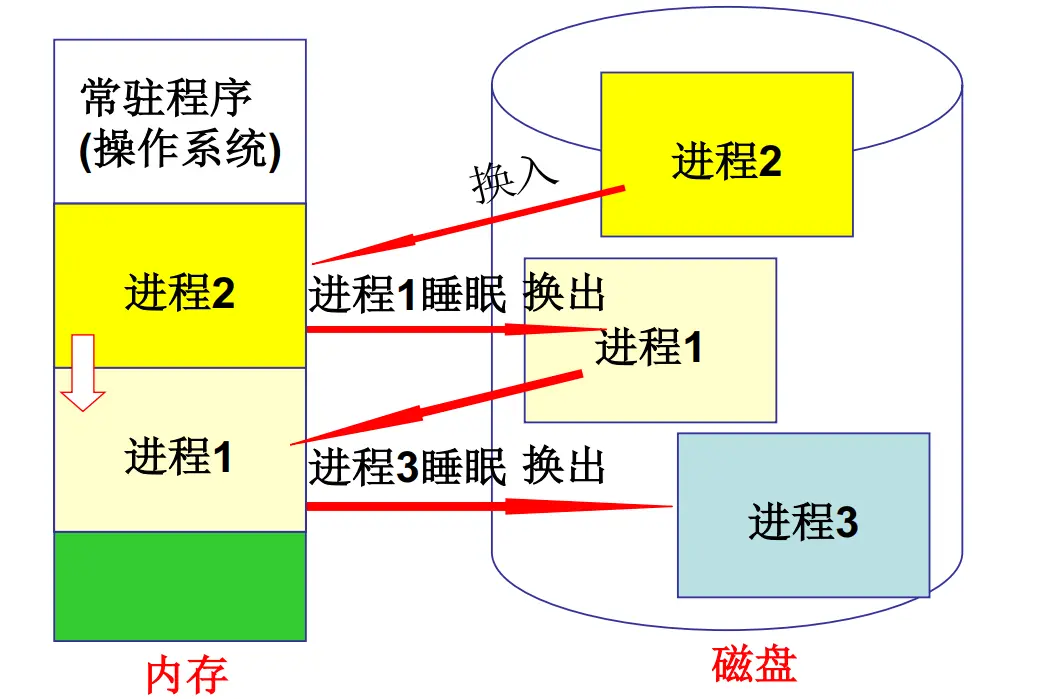 常驻程序
(操作系统)
进程2
换入
进程2
进程1睡眠 换出
进程1
进程1
进程3睡眠 换出
进程3
内存
磁盘